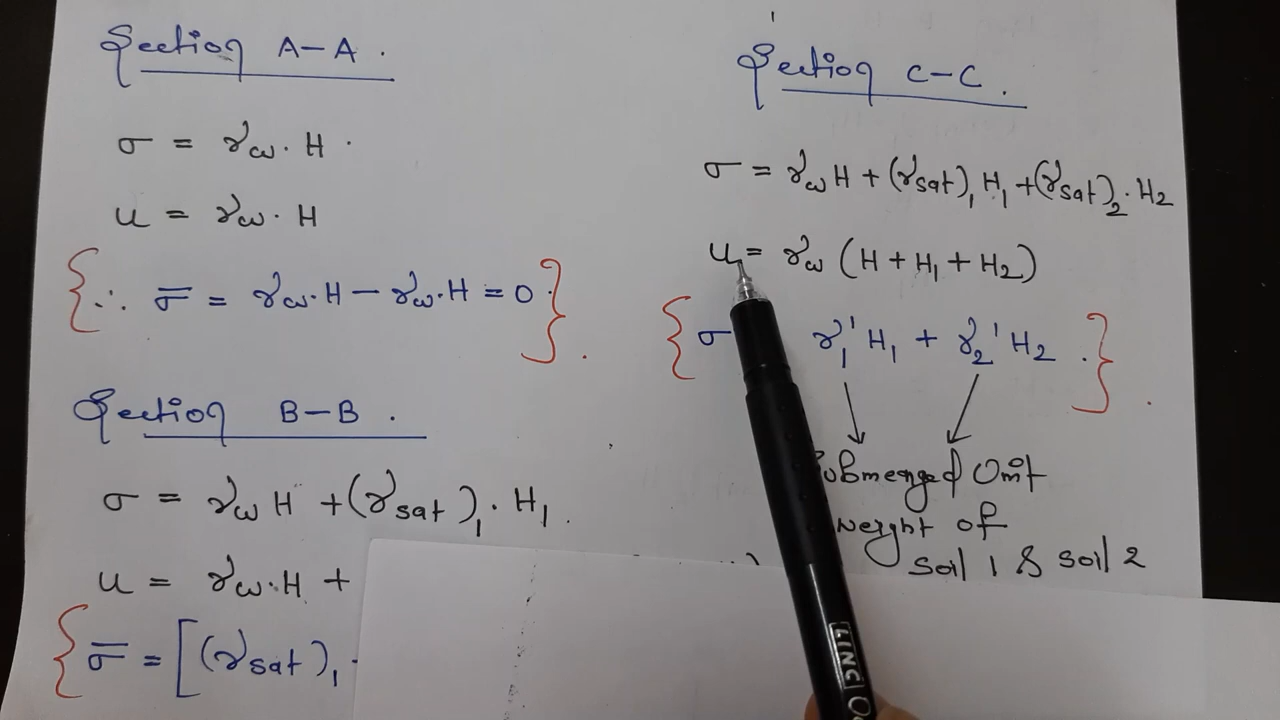 Section A-A.
σ = γw. H.
u = γw. H
{∴ σ̄ = γw.H - γw.H = 0.}.
Section B-B.
σ = γw H + (γsat)1. H1.
u = γw.H +
{σ̄ = [(γsat)1.
Section C-C.
σ = γw H + (γsat)1 H1 + (γsat)2. H2
u = γw (H + H1 + H2)
{σ γ1' H1 + γ2' H2.}.
Submerged Unit
weight of
soil 1 & soil 2
LINC